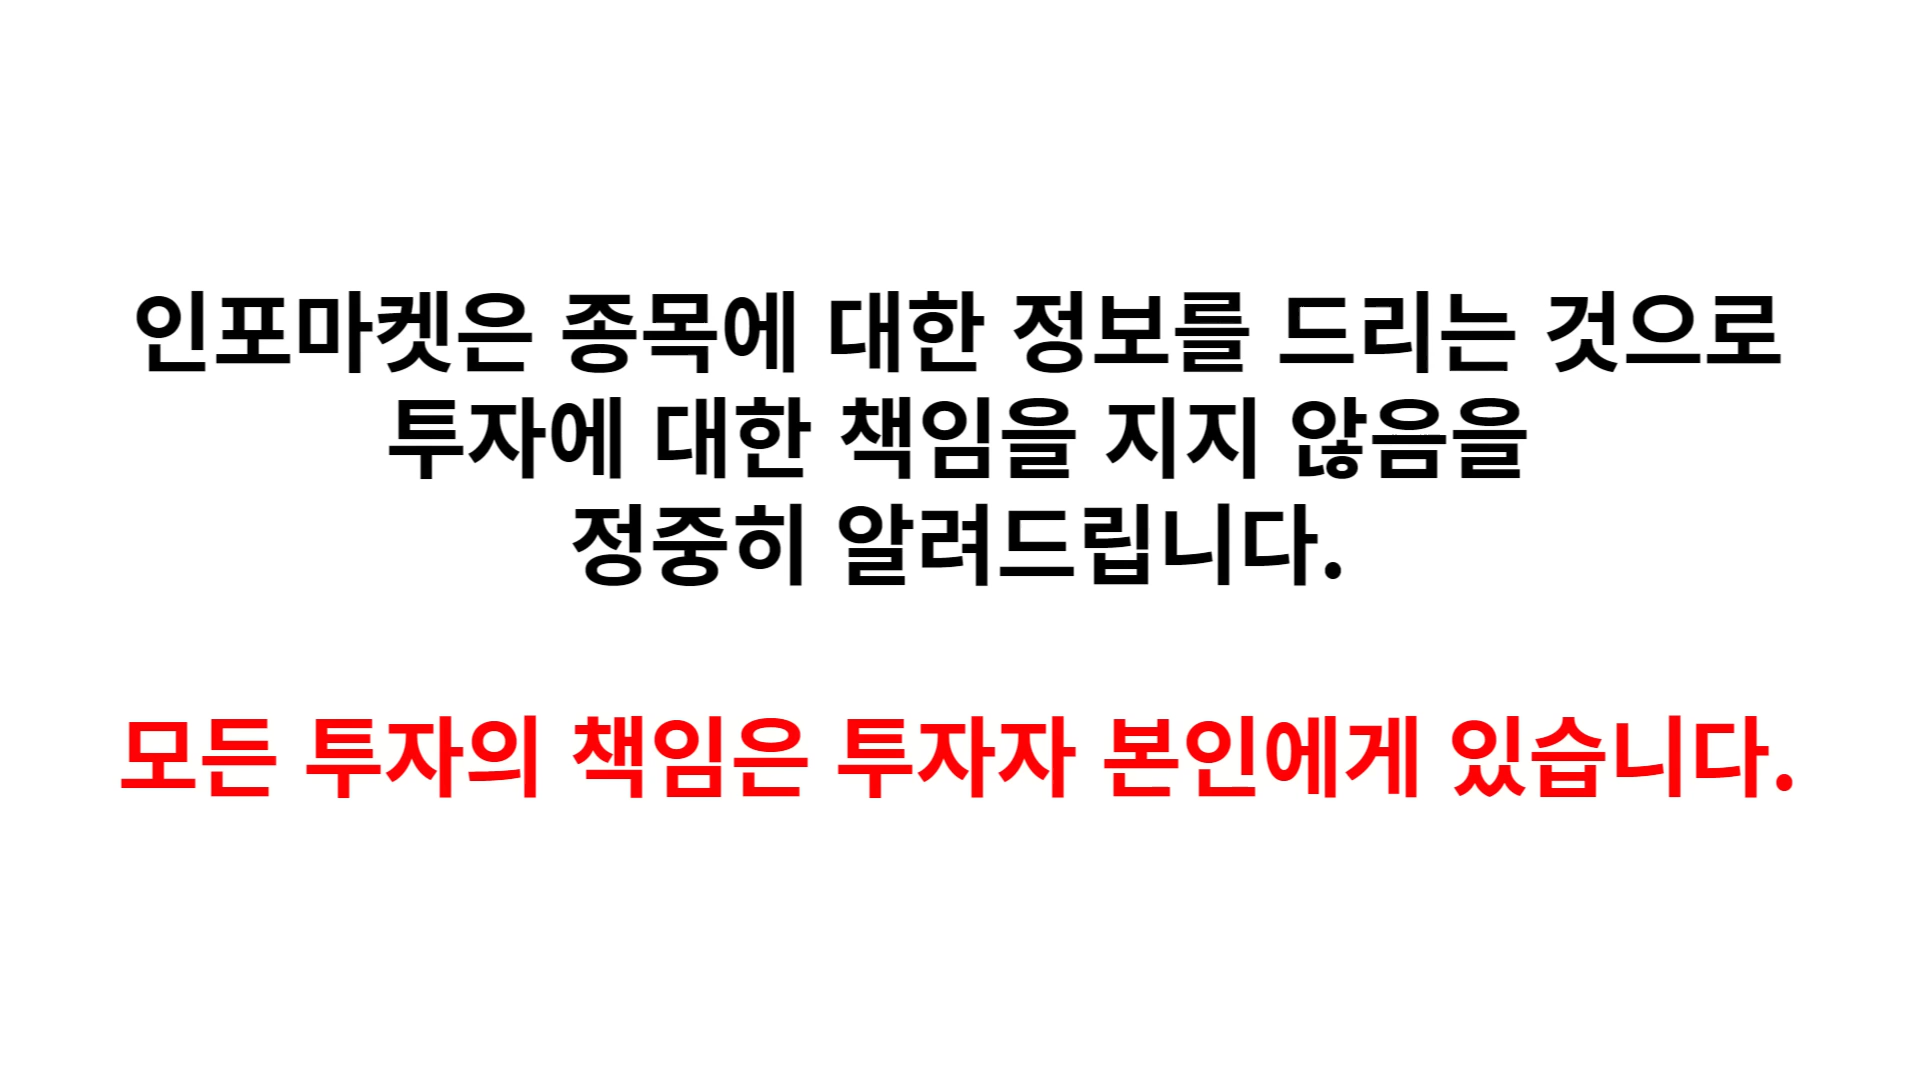 인포마켓은 종목에 대한 정보를 드리는 것으로
투자에 대한 책임을 지지 않음을
정중히 알려드립니다.
모든 투자의 책임은 투자자 본인에게 있습니다.